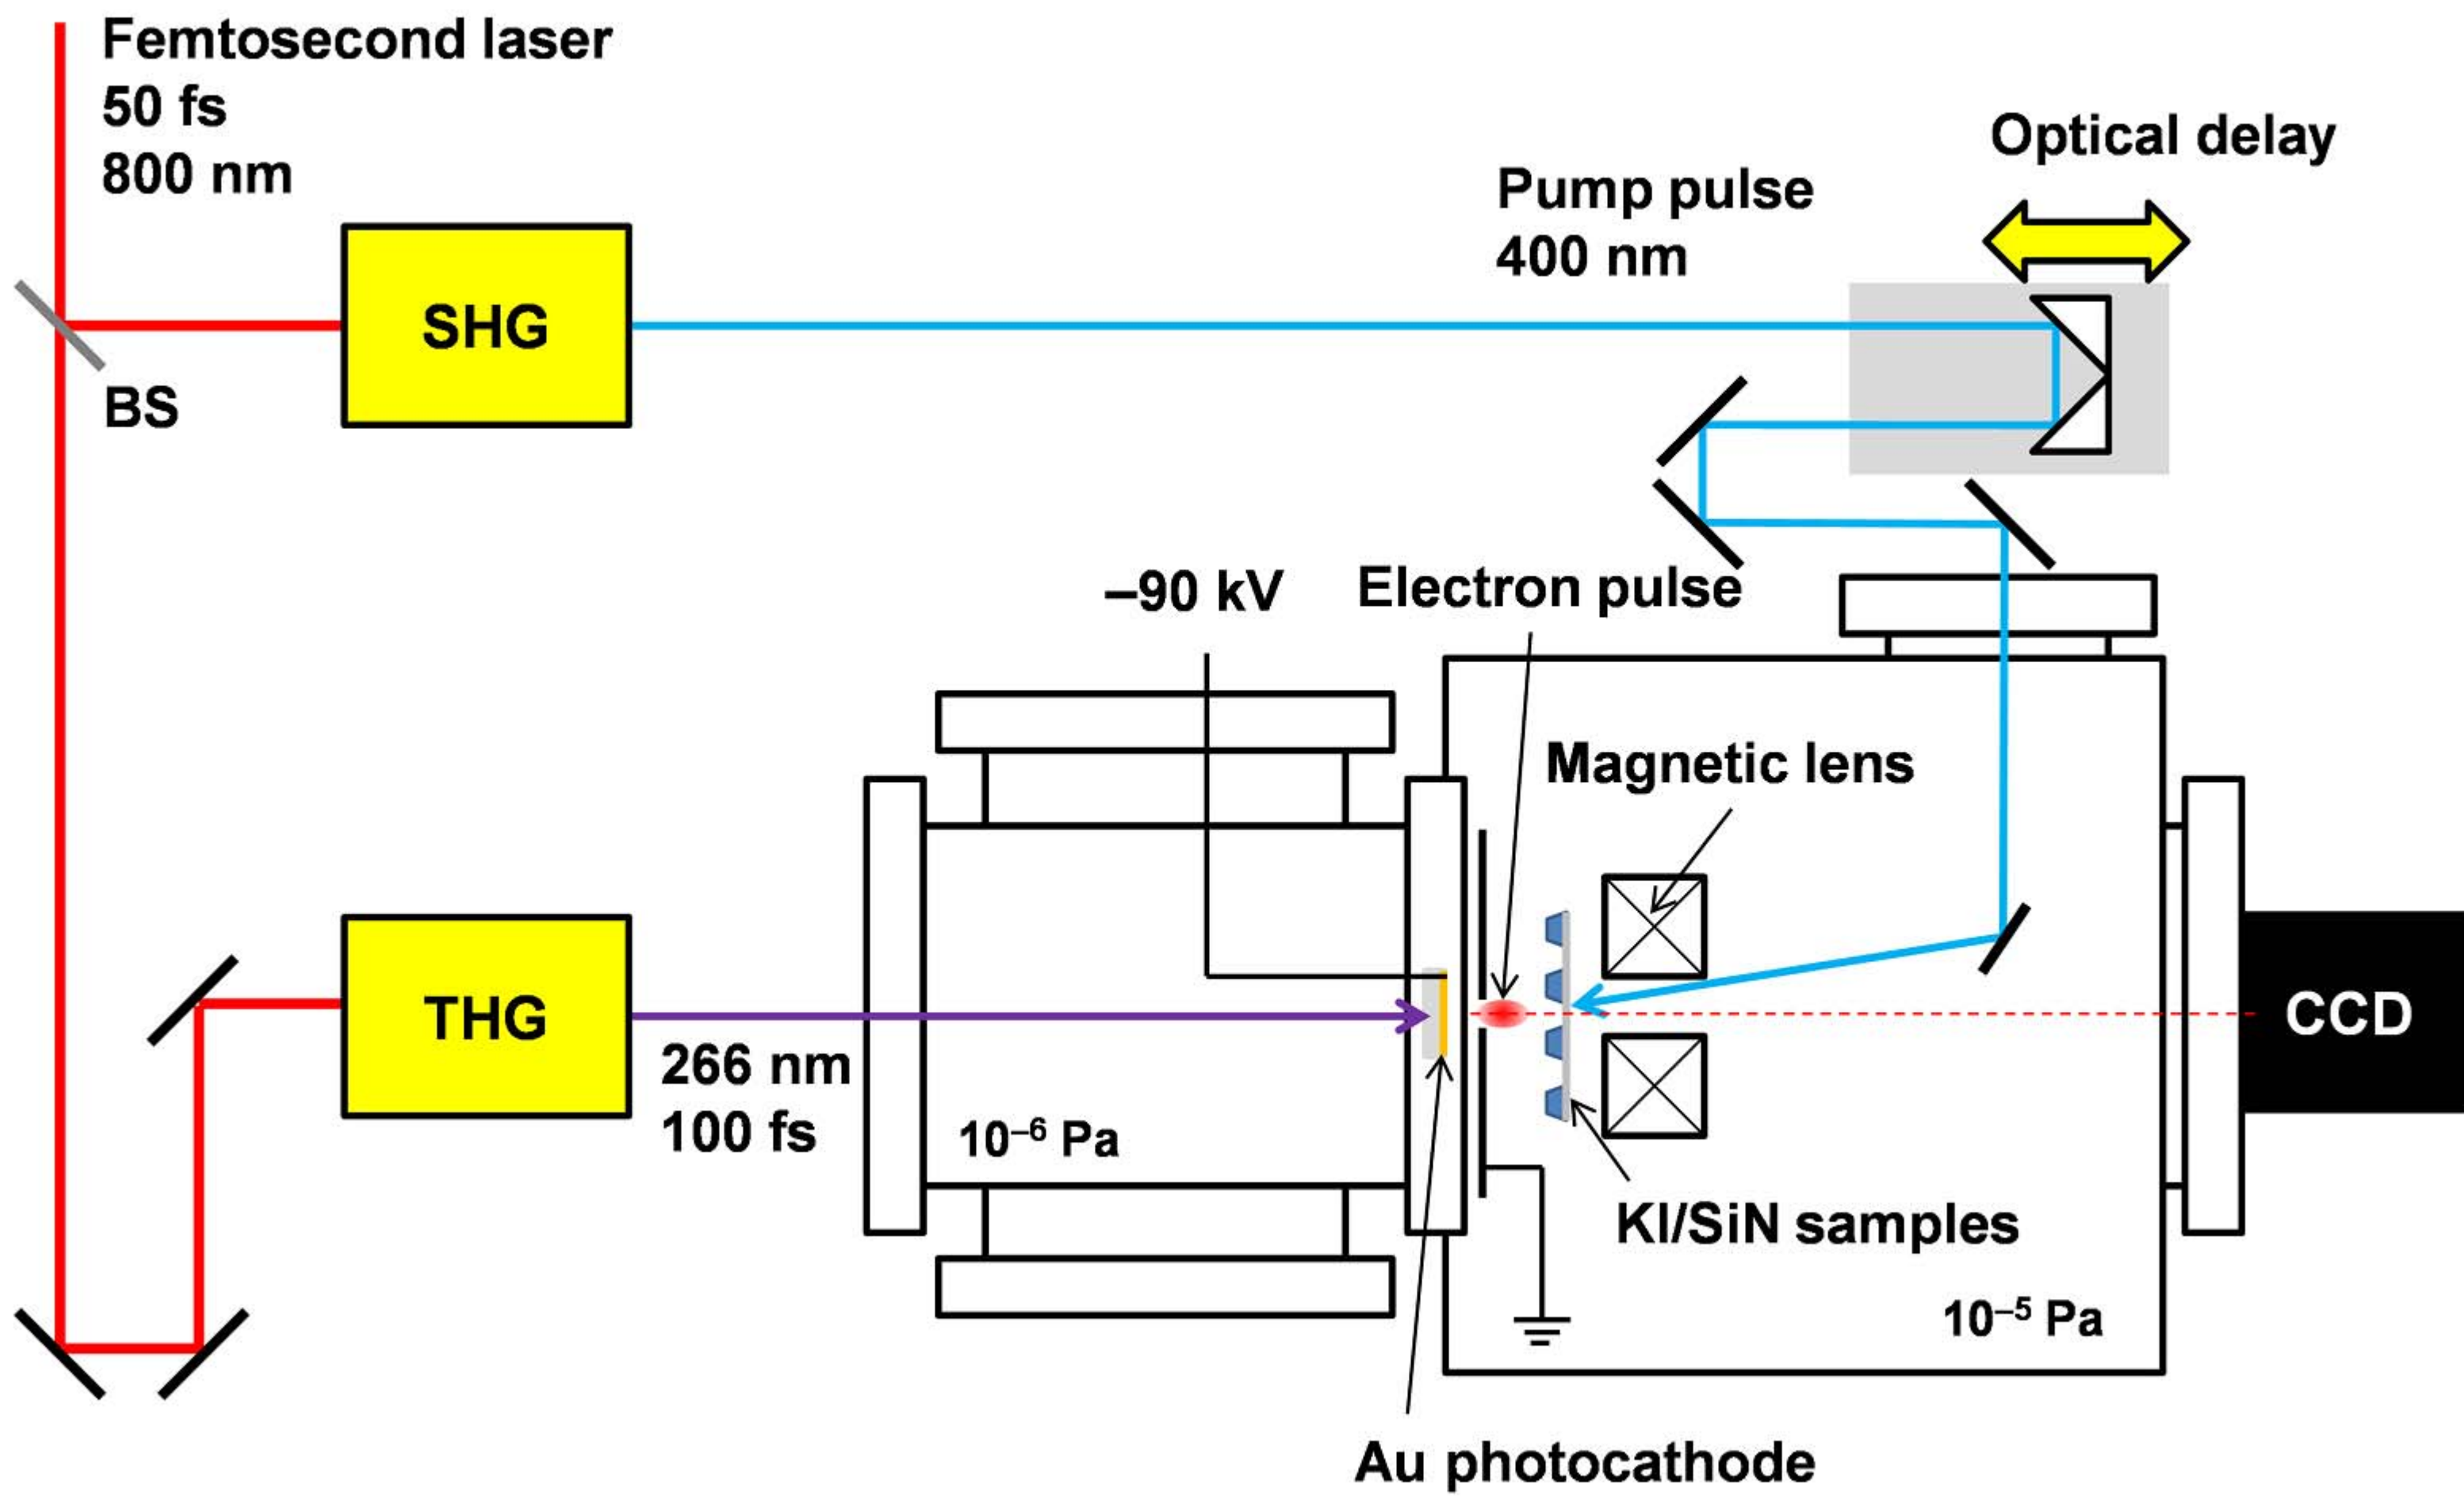 Femtosecond laser
50 fs
800 nm
Optical delay
Pump pulse
400 nm
SHG
BS
–90 kV
Electron pulse
Magnetic lens
THG
266 nm
100 fs
10⁻⁶ Pa
CCD
KI/SiN samples
10⁻⁵ Pa
Au photocathode